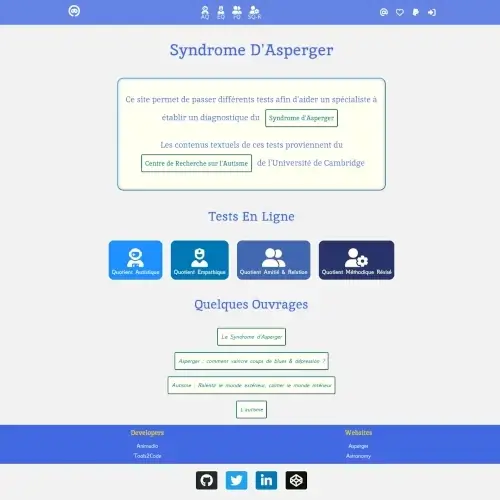 AQ EQ FQ SQ-R
Syndrome D'Asperger
Ce site permet de passer différents tests afin d'aider un spécialiste à
établir un diagnostique du Syndrome d'Asperger
Les contenus textuels de ces tests proviennent du
Centre de Recherche sur l'Autisme de l'Université de Cambridge
Tests En Ligne
Quotient Autistique Quotient Empathique Quotient Amitié & Relation Quotient Méthodique Révisé
Quelques Ouvrages
Le Syndrome d'Asperger
Asperger : comment vaincre coups de blues & dépression ?
Autisme : Ralentir le monde extérieur, calmer le monde intérieur
L'autisme
Developers Websites
Animadio Asperger
Tools2Code Astronomy